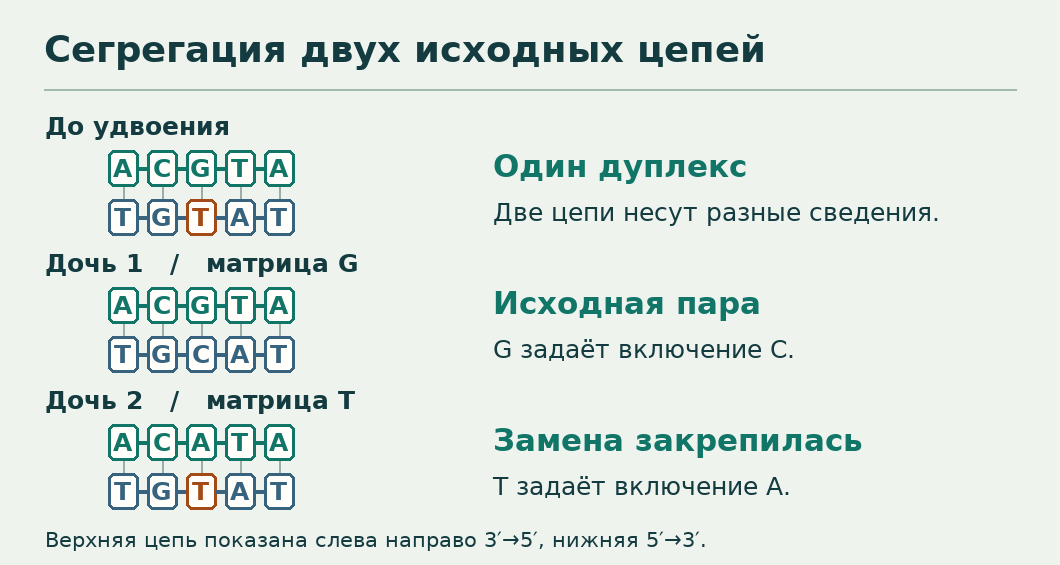 Сегрегация двух исходных цепей
До удвоения
A C G T A
T G T A T
Один дуплекс
Две цепи несут разные сведения.
Дочь 1 / матрица G
A C G T A
T G C A T
Исходная пара
G задаёт включение C.
Дочь 2 / матрица T
A C A T A
T G T A T
Замена закрепилась
T задаёт включение A.
Верхняя цепь показана слева направо 3′→5′, нижняя 5′→3′.